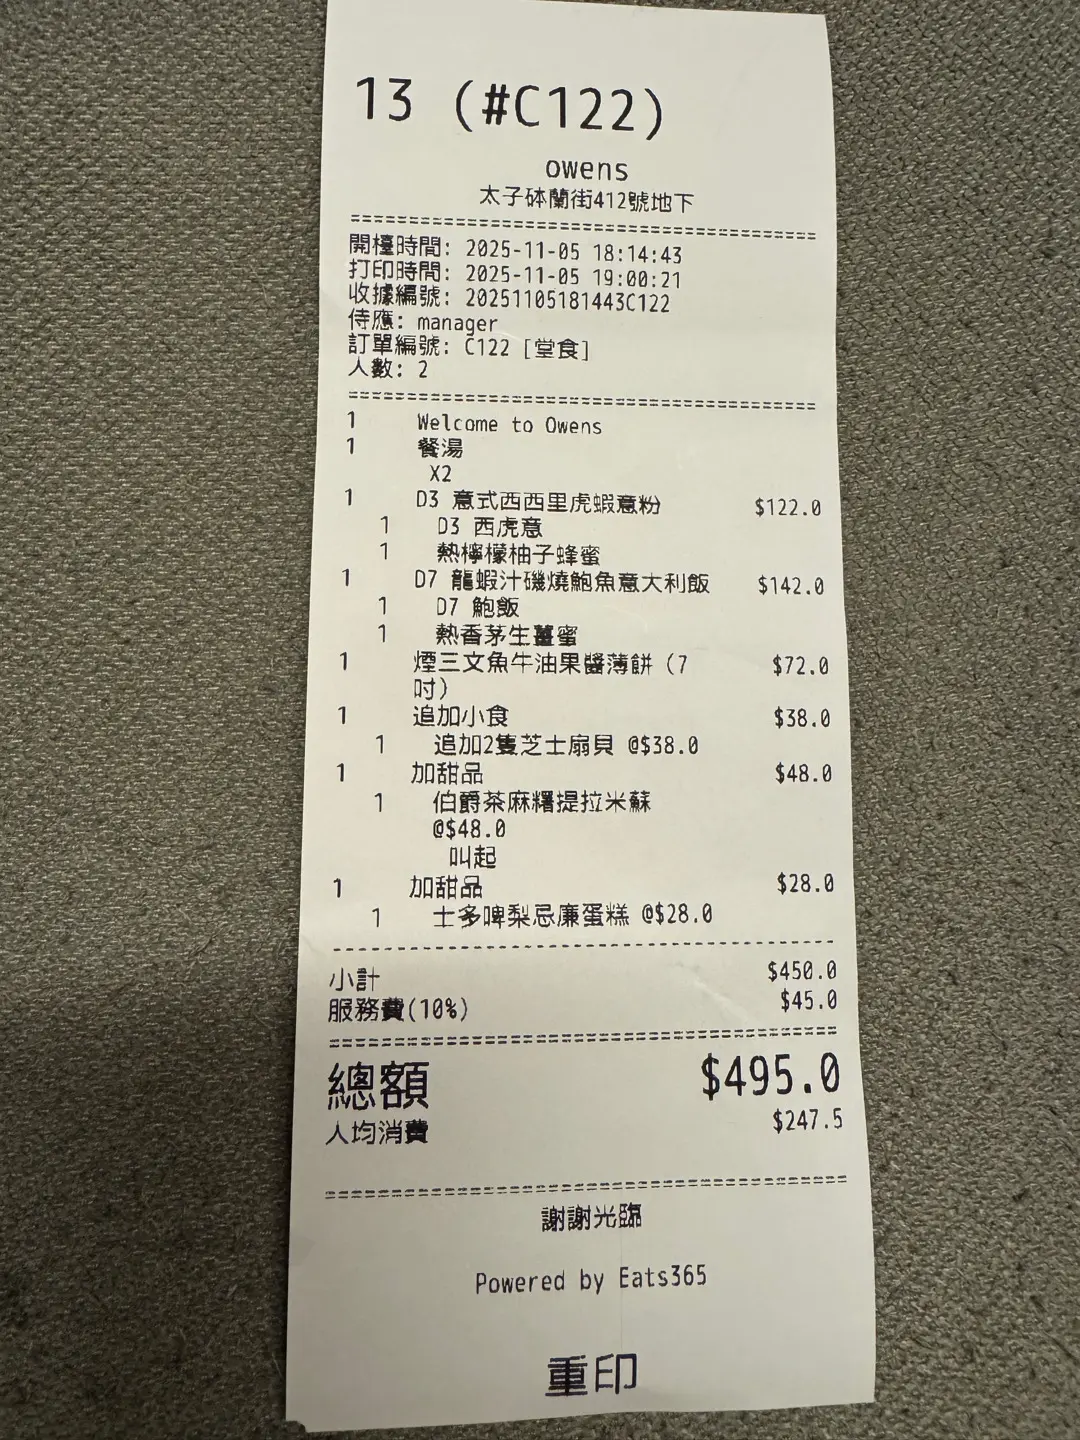 13 (#C122)
owens
太子砵蘭街412號地下
開檯時間: 2025-11-05 18:14:43
打印時間: 2025-11-05 19:00:21
收據編號: 20251105181443C122
侍應: manager
訂單編號: C122 [堂食]
人數: 2
1 Welcome to Owens
1 餐湯
X2
1 D3 意式西西里虎蝦意粉 $122.0
1 D3 西虎意
1 熱檸檬柚子蜂蜜
1 D7 龍蝦汁磯燒鮑魚意大利飯 $142.0
1 D7 鮑飯
1 熱香茅生薑蜜
1 煙三文魚牛油果醬薄餅 (7 $72.0
吋)
1 追加小食 $38.0
1 追加2隻芝士扇貝 @$38.0
1 加甜品 $48.0
1 伯爵茶麻糬提拉米蘇
@$48.0
叫起
1 加甜品 $28.0
1 士多啤梨忌廉蛋糕 @$28.0
小計 $450.0
服務費(10%) $45.0
總額 $495.0
人均消費 $247.5
謝謝光臨
Powered by Eats365
重印